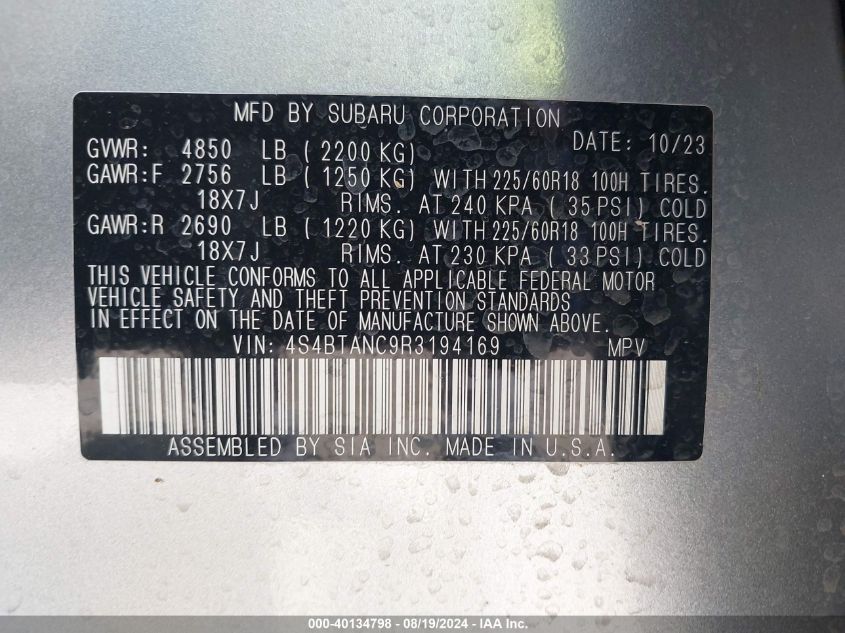 MFD BY SUBARU CORPORATION
DATE: 10/23
GVWR: 4850 LB ( 2200 KG)
GAWR:F 2756 LB ( 1250 KG) WITH 225/60R18 100H TIRES.
18X7J RIMS. AT 240 KPA ( 35 PSI) COLD
GAWR:R 2690 LB ( 1220 KG) WITH 225/60R18 100H TIRES.
18X7J RIMS. AT 230 KPA ( 33 PSI) COLD
THIS VEHICLE CONFORMS TO ALL APPLICABLE FEDERAL MOTOR
VEHICLE SAFETY AND THEFT PREVENTION STANDARDS
IN EFFECT ON THE DATE OF MANUFACTURE SHOWN ABOVE.
VIN: 4S4BTANC9R3194169 MPV
ASSEMBLED BY SIA INC. MADE IN U.S.A.
000-40134798 - 08/19/2024 - IAA Inc.